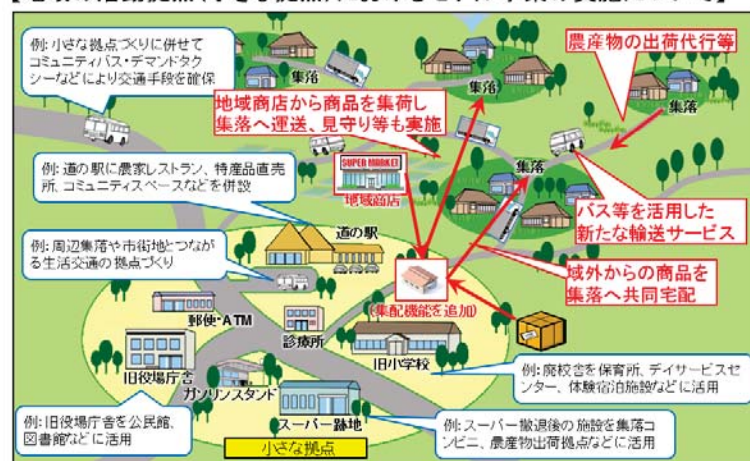 例:小さな拠点づくりに併せて
コミュニティバス・デマンドタク
シーなどにより交通手段を確保
集落
集落
農産物の出荷代行等
集落
地域商店から商品を集荷し
集落へ運送、見守り等も実施
例:道の駅に農家レストラン、特産品直売
所、コミュニティスペースなどを併設
SUPER MARKET
地域商店
集落
バス等を活用した
新たな輸送サービス
例:周辺集落や市街地とつなが
る生活交通の拠点づくり
道の駅
域外からの商品を
集落へ共同宅配
(集配機能を追加)
郵便・ATM
診療所
旧小学校
旧役場庁舎
ガソリンスタンド
例:廃校舎を保育所、デイサービスセ
ンター、体験宿泊施設などに活用
例:旧役場庁舎を公民館、
図書館などに活用
スーパー跡地
例:スーパー撤退後の施設を集落コ
ンビニ、農産物出荷拠点などに活用
小さな拠点